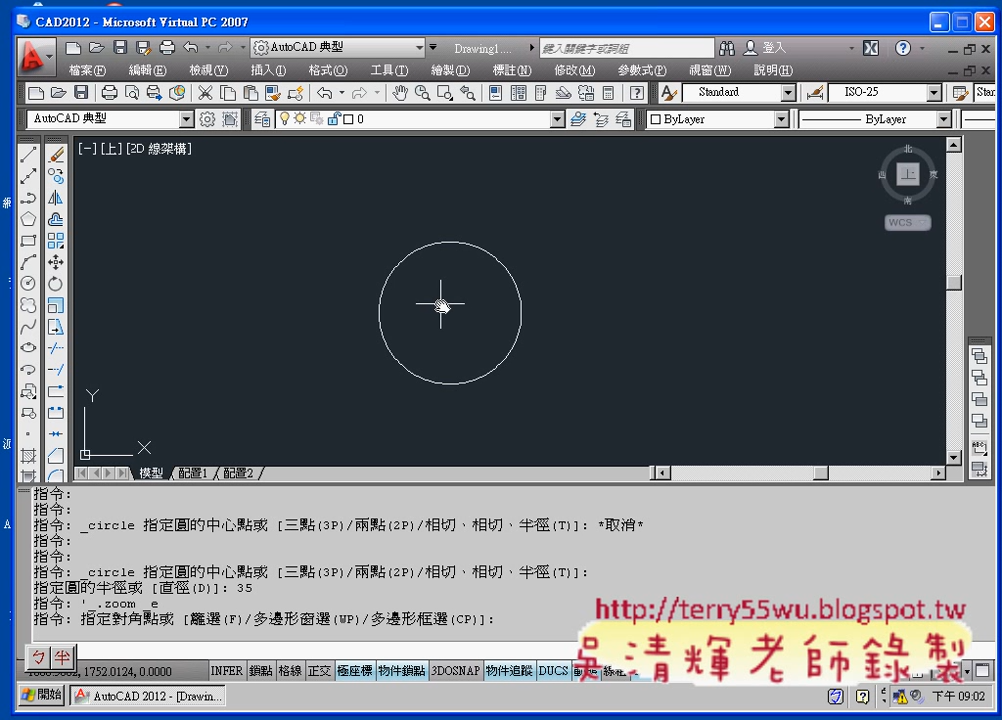 CAD2012 - Microsoft Virtual PC 2007
AutoCAD 典型
Drawing1...
鍵入關鍵字或詞組
登入
檔案(F)
編輯(E)
檢視(V)
插入(I)
格式(O)
工具(T)
繪製(D)
標註(N)
修改(M)
參數式(P)
視窗(W)
說明(H)
Standard
ISO-25
Star
AutoCAD 典型
0
ByLayer
ByLayer
[−] [上] [2D 線架構]
北
西
上
東
南
WCS
Y
X
模型
配置1
配置2
指令:
指令:
指令: _circle 指定圓的中心點或 [三點(3P)/兩點(2P)/相切、相切、半徑(T)]: *取消*
指令:
指令:
指令: _circle 指定圓的中心點或 [三點(3P)/兩點(2P)/相切、相切、半徑(T)]:
指定圓的半徑或 [直徑(D)]: 35
指令: '_.zoom _e
指令: 指定對角點或 [籬選(F)/多邊形窗選(WP)/多邊形框選(CP)]:
http://terry55wu.blogspot.tw
吳清輝老師錄製
ㄅ 半
1752.0124, 0.0000
INFER 鎖點 格線 正交 極座標 物件鎖點 3DOSNAP 物件追蹤 DUCS
開始
AutoCAD 2012 - [Drawin...
下午 09:02